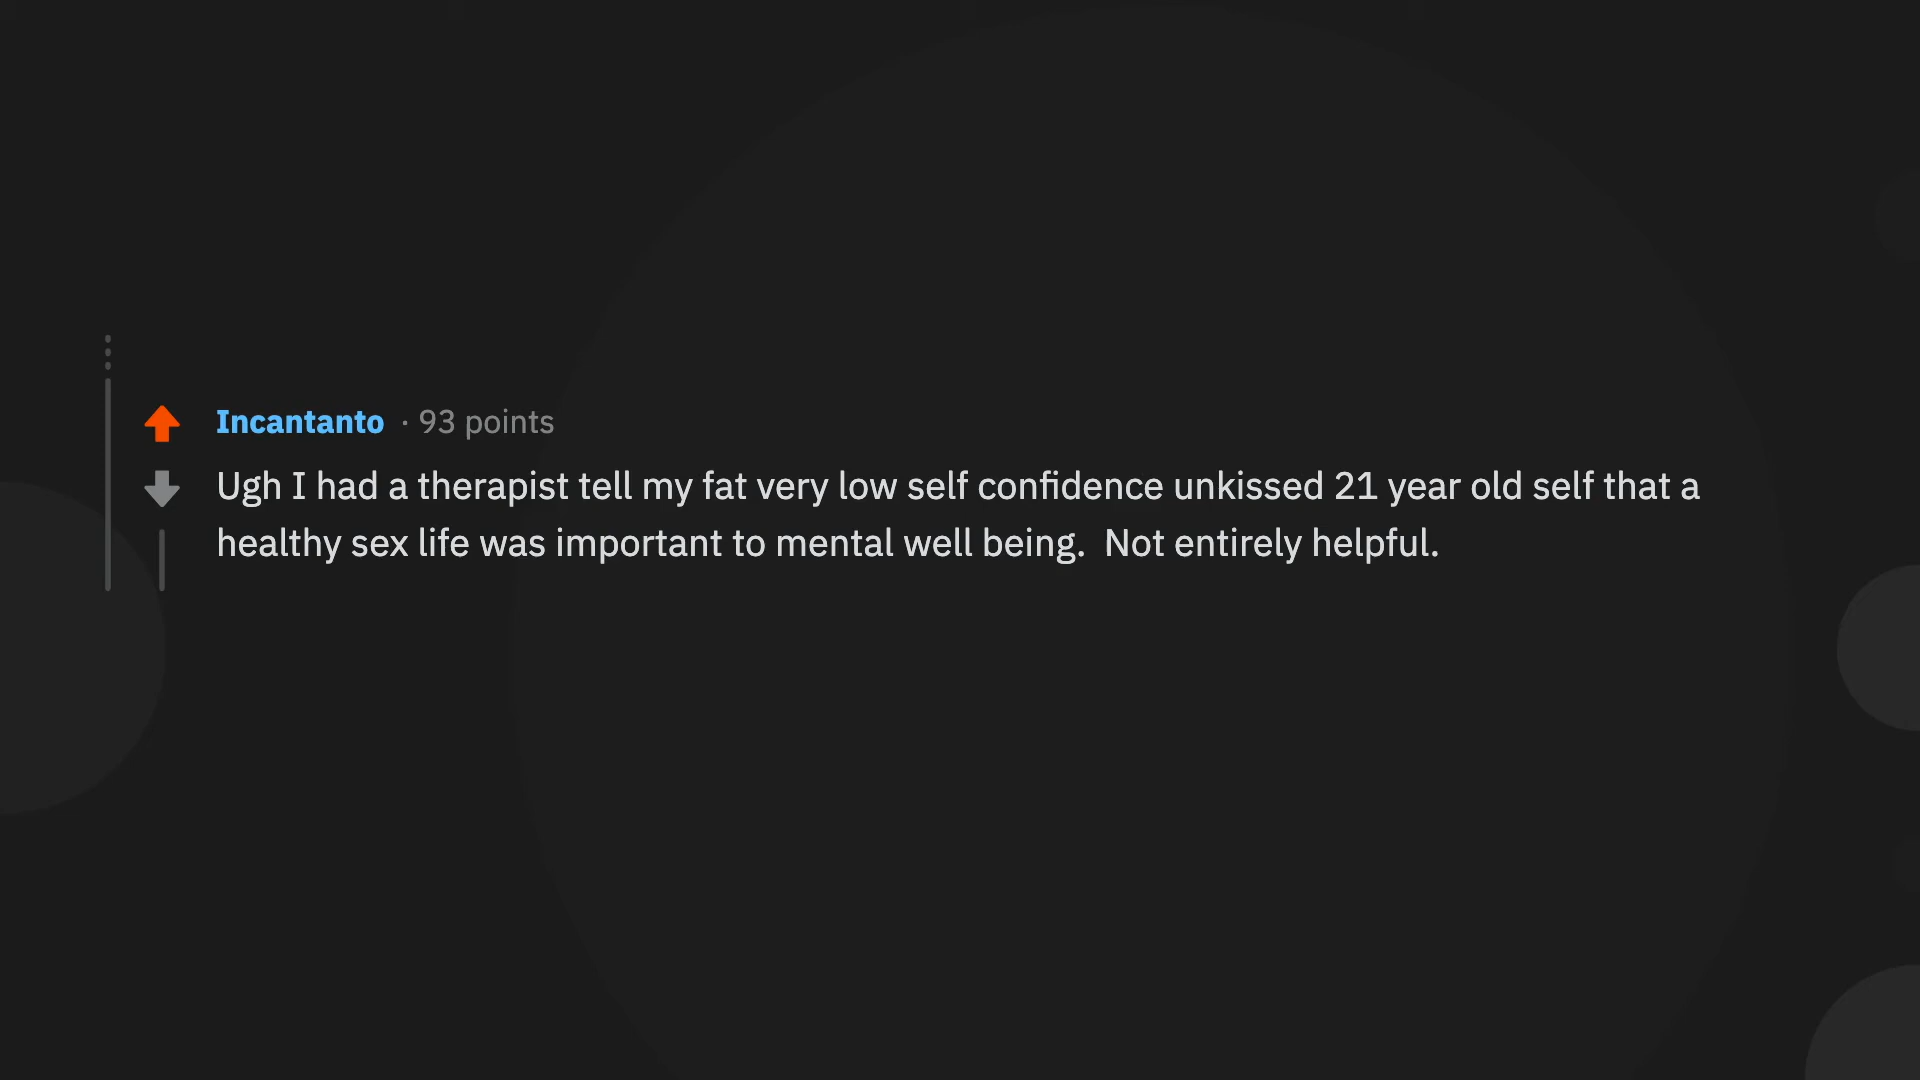 Incantanto · 93 points
Ugh I had a therapist tell my fat very low self confidence unkissed 21 year old self that a
healthy sex life was important to mental well being.  Not entirely helpful.